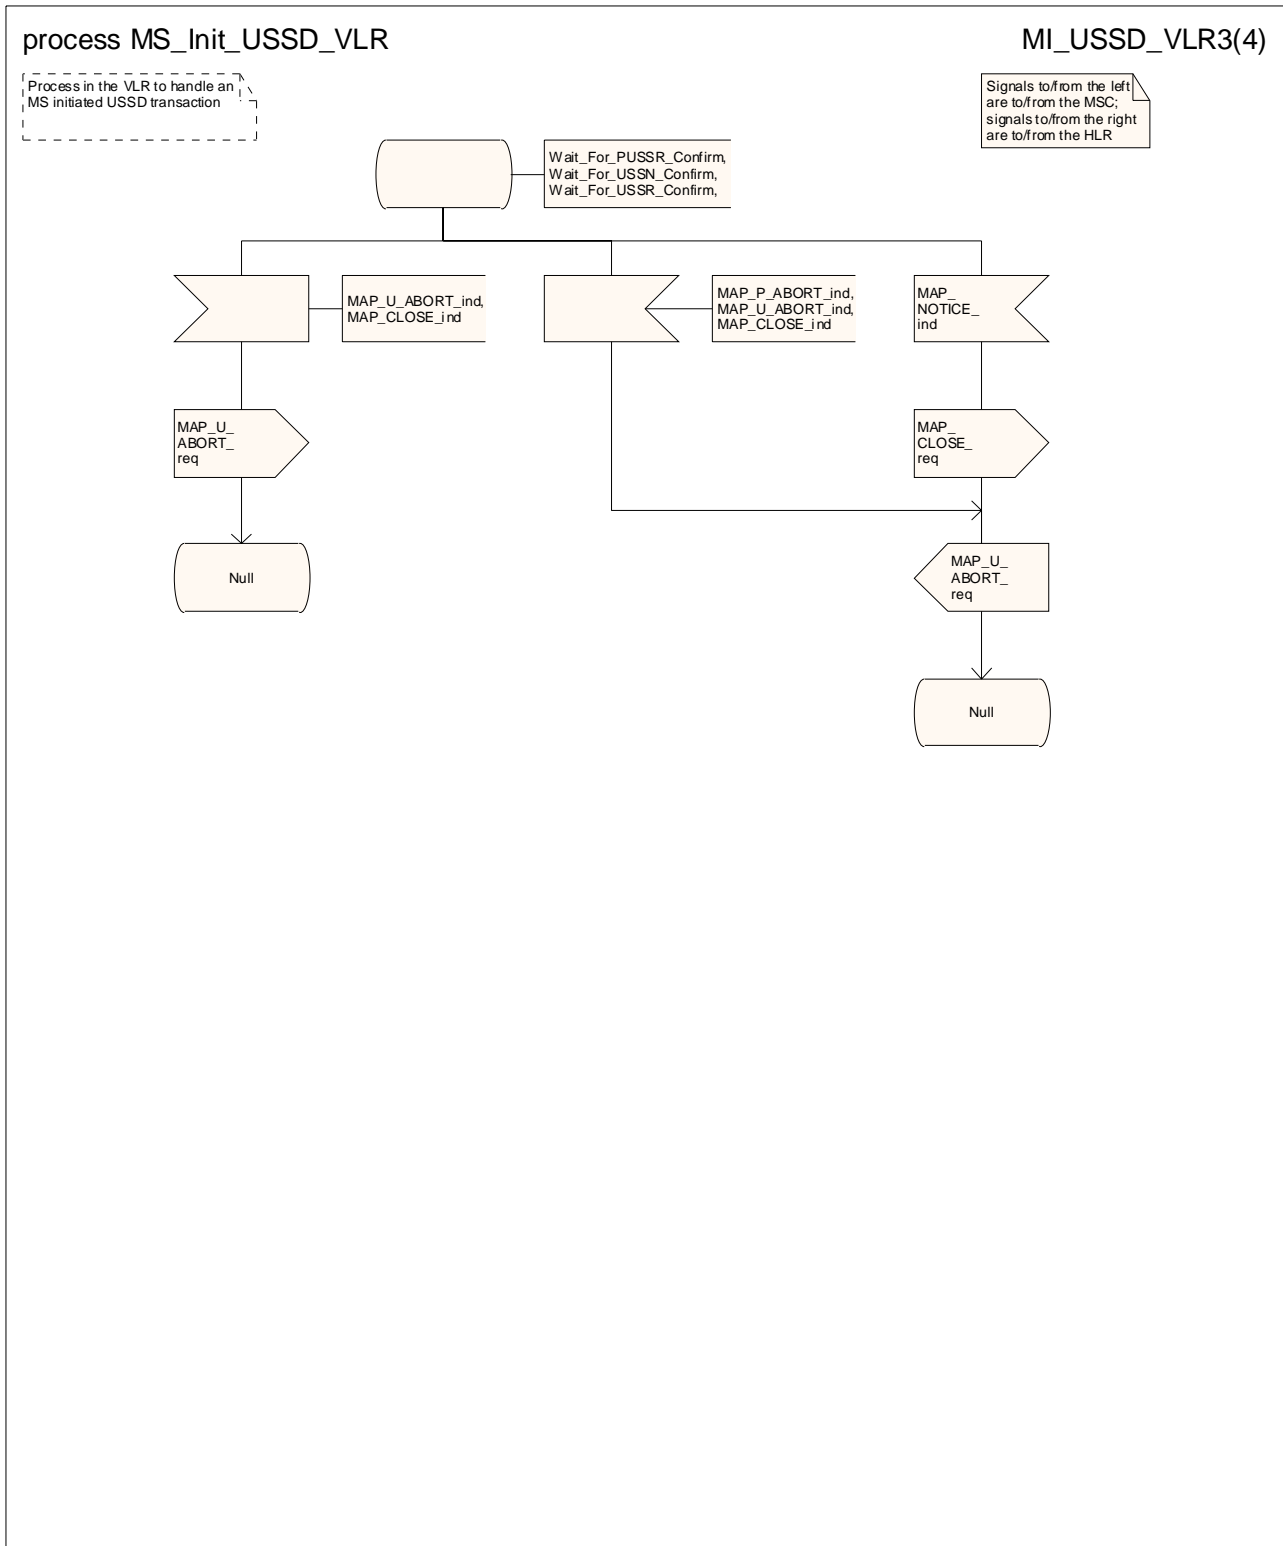 process MS_Init_USSD_VLR
MI_USSD_VLR3(4)
Process in the VLR to handle an
MS initiated USSD transaction
Signals to/from the left
are to/from the MSC;
signals to/from the right
are to/from the HLR
Wait_For_PUSSR_Confirm,
Wait_For_USSN_Confirm,
Wait_For_USSR_Confirm,
MAP_U_ABORT_ind,
MAP_CLOSE_ind
MAP_P_ABORT_ind,
MAP_U_ABORT_ind,
MAP_CLOSE_ind
MAP_
NOTICE_
ind
MAP_U_
ABORT_
req
MAP_
CLOSE_
req
Null
MAP_U_
ABORT_
req
Null